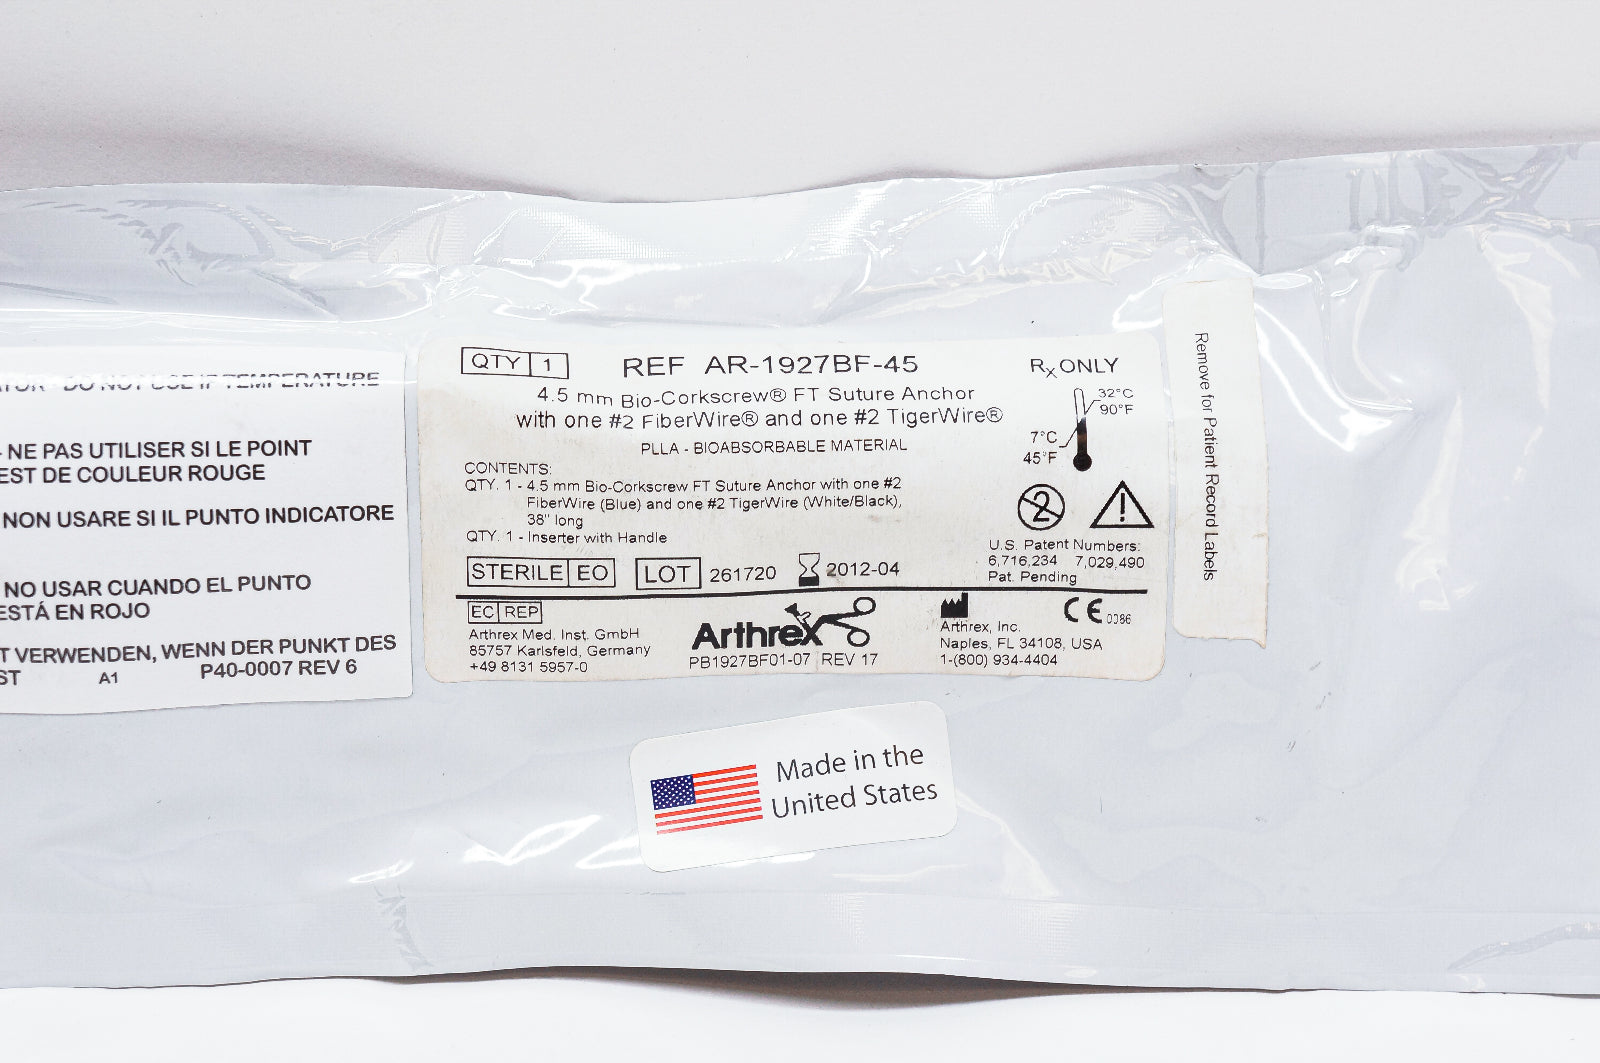 DO NOT USE IF TEMPERATURE
NE PAS UTILISER SI LE POINT
EST DE COULEUR ROUGE
NON USARE SI IL PUNTO INDICATORE
NO USAR CUANDO EL PUNTO
ESTÁ EN ROJO
T VERWENDEN, WENN DER PUNKT DES
ST A1 P40-0007 REV 6
QTY 1 REF AR-1927BF-45 Rx ONLY
4.5 mm Bio-Corkscrew® FT Suture Anchor
with one #2 FiberWire® and one #2 TigerWire®
PLLA - BIOABSORBABLE MATERIAL
32°C
90°F
7°C
45°F
CONTENTS:
QTY. 1 - 4.5 mm Bio-Corkscrew FT Suture Anchor with one #2
FiberWire (Blue) and one #2 TigerWire (White/Black),
38" long
QTY. 1 - Inserter with Handle
2
U.S. Patent Numbers:
6,716,234 7,029,490
Pat. Pending
STERILE EO LOT 261720 2012-04
EC REP
Arthrex Med. Inst. GmbH
85757 Karlsfeld, Germany
+49 8131 5957-0
Arthrex
PB1927BF01-07 REV 17
CE 0086
Arthrex, Inc.
Naples, FL 34108, USA
1-(800) 934-4404
Remove for Patient Record Labels
Made in the
United States